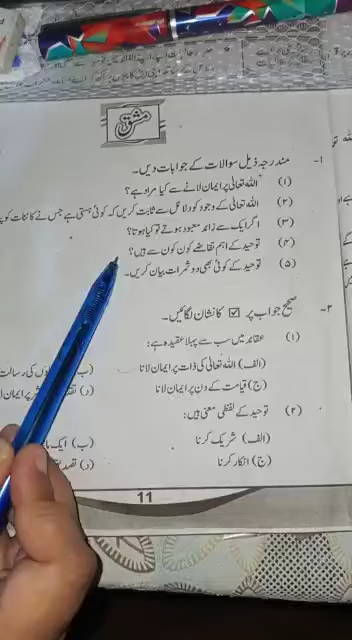 مشق
۱- مندرجہ ذیل سوالات کے جوابات دیں۔
(۱) اللہ تعالیٰ پر ایمان لانے سے کیا مراد ہے؟
(۲) اللہ تعالیٰ کے وجود کو دلائل سے ثابت کریں کہ کوئی ہستی ہے جس نے کائنات کو
(۳) اگر ایک سے زائد معبود ہوتے تو کیا ہوتا؟
(۴) توحید کے اہم تقاضے کون کون سے ہیں؟
(۵) توحید کے کوئی بھی دو ثمرات بیان کریں۔
۲- صحیح جواب پر ☑ کا نشان لگائیں۔
(۱) عقائد میں سب سے پہلا عقیدہ ہے:
(الف) اللہ تعالیٰ کی ذات پر ایمان لانا (ب) کی رسالت
(ج) قیامت کے دن پر ایمان لانا (د) پر ایمان
(۲) توحید کے لفظی معنی ہیں:
(الف) شریک کرنا (ب) ایک
(ج) انکار کرنا (د)
11